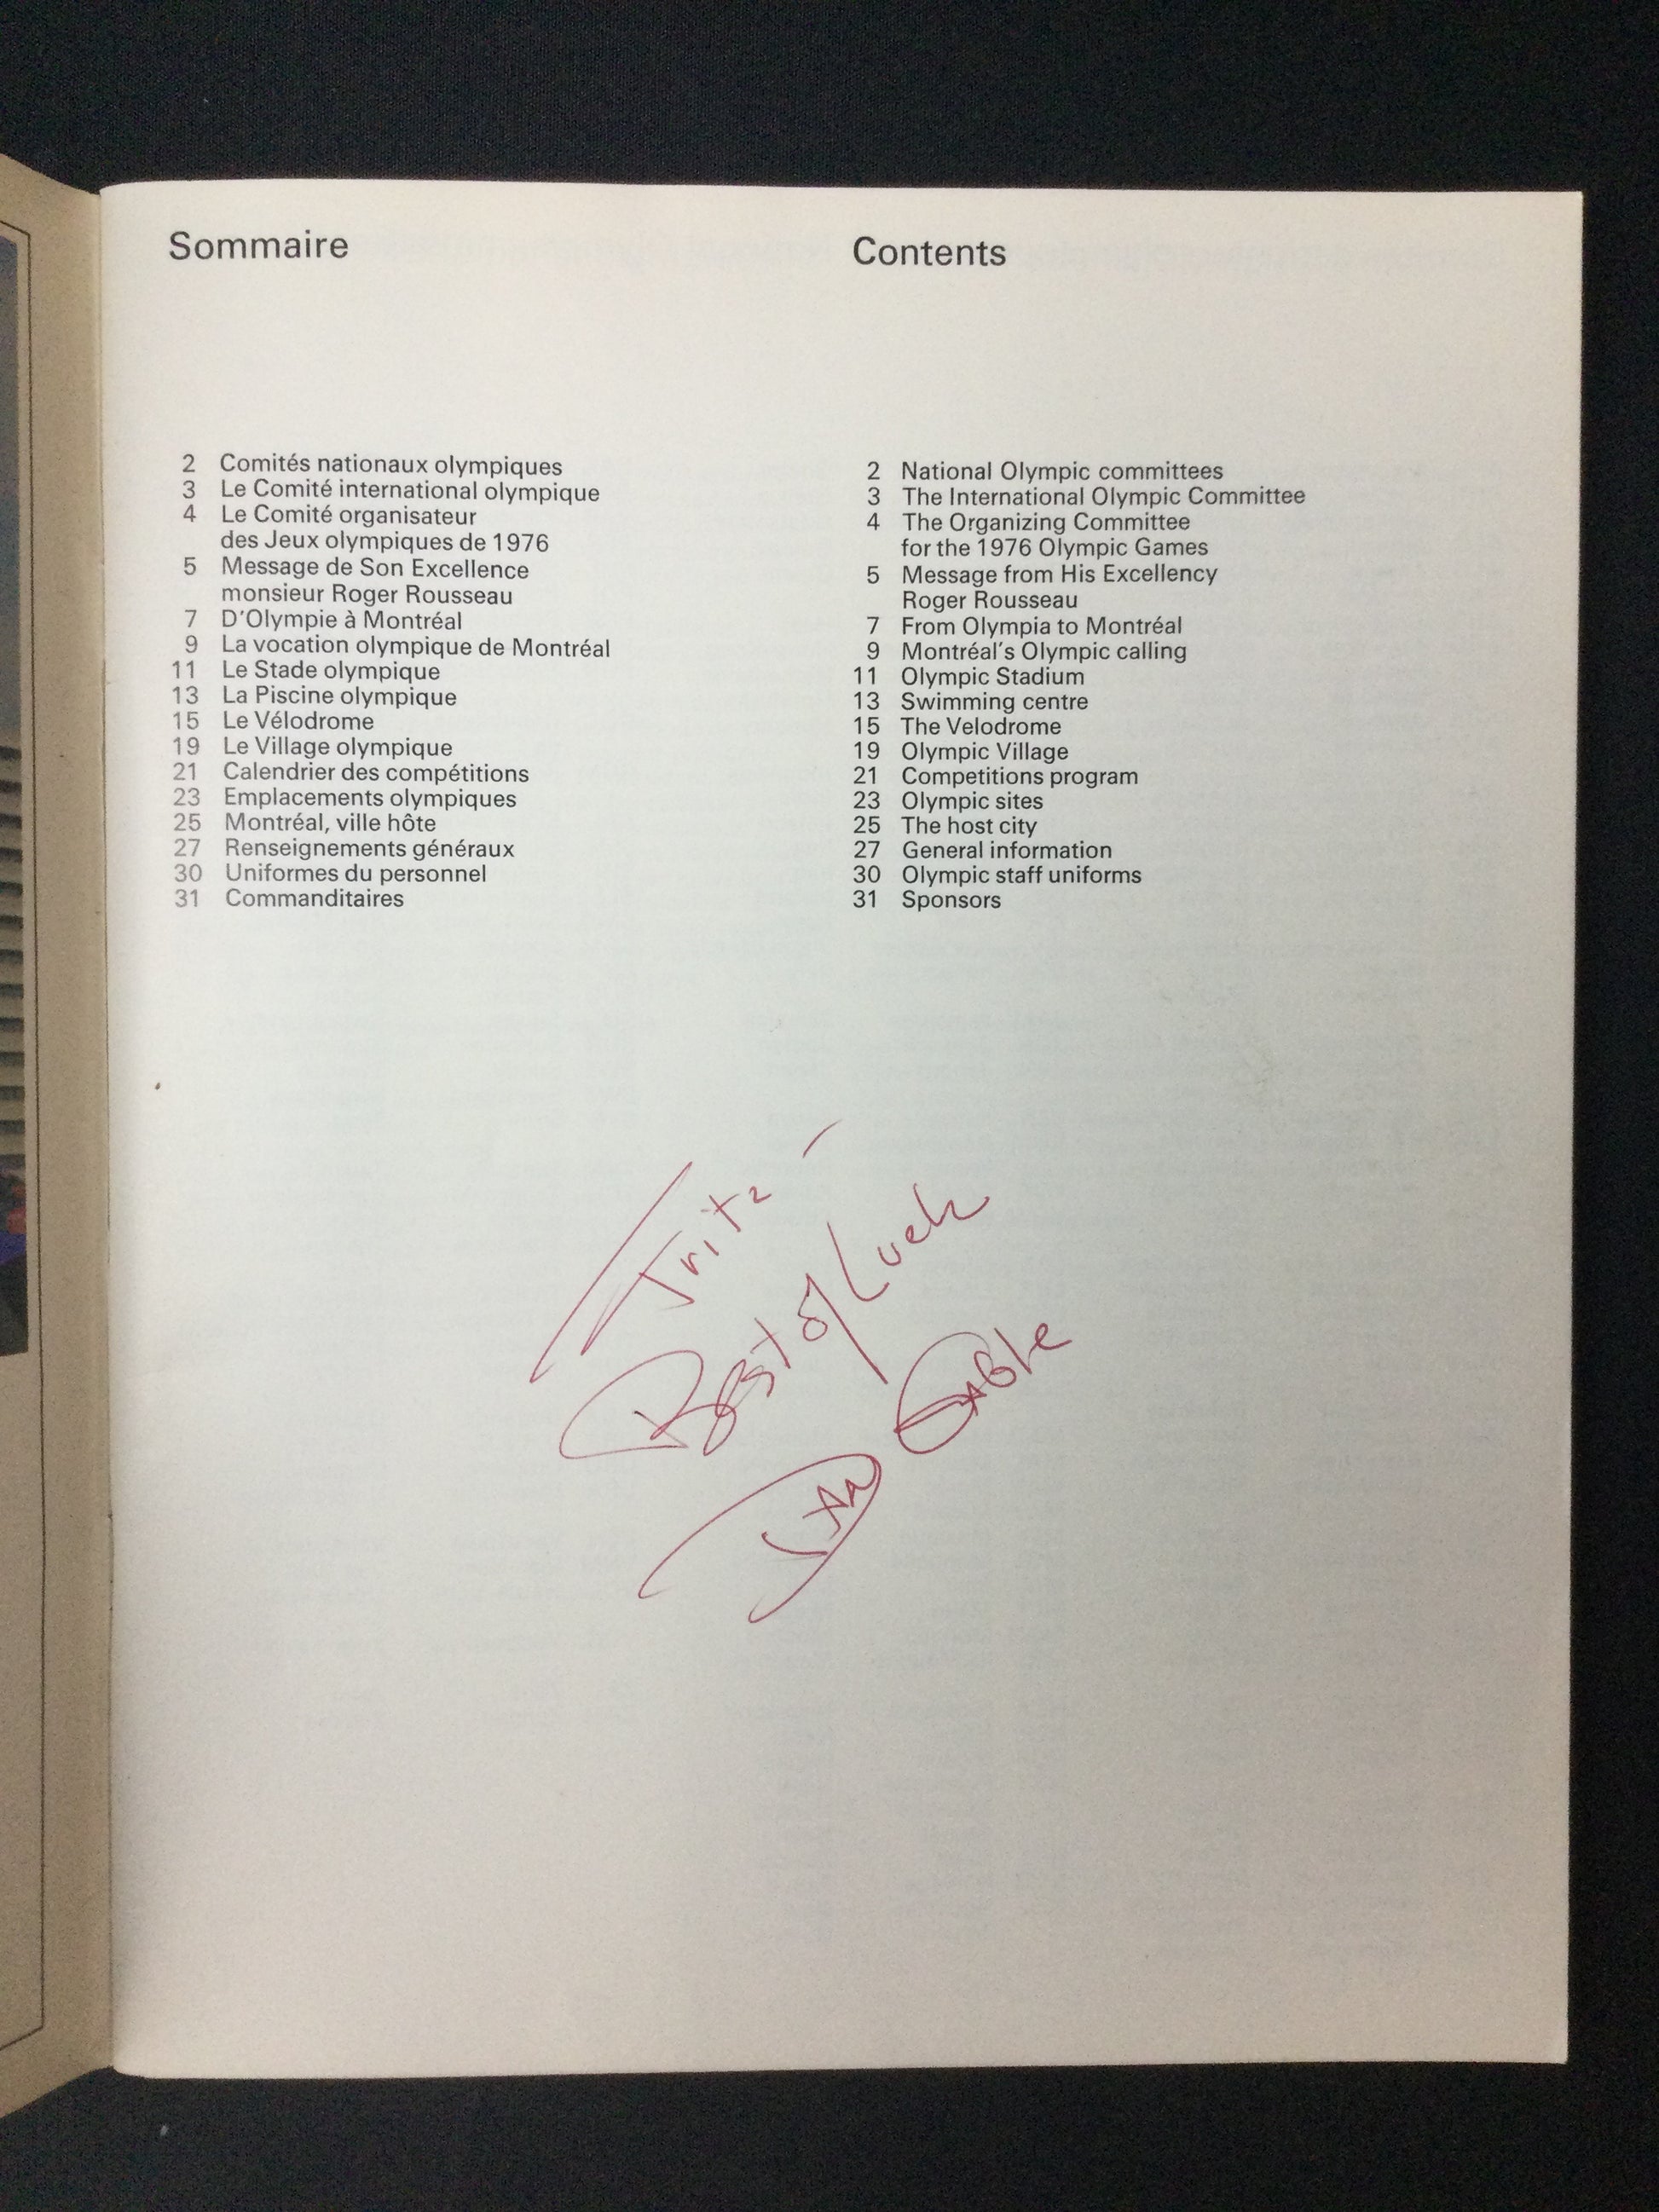 Sommaire
2 Comités nationaux olympiques
3 Le Comité international olympique
4 Le Comité organisateur
des Jeux olympiques de 1976
5 Message de Son Excellence
monsieur Roger Rousseau
7 D'Olympie à Montréal
9 La vocation olympique de Montréal
11 Le Stade olympique
13 La Piscine olympique
15 Le Vélodrome
19 Le Village olympique
21 Calendrier des compétitions
23 Emplacements olympiques
25 Montréal, ville hôte
27 Renseignements généraux
30 Uniformes du personnel
31 Commanditaires
Contents
2 National Olympic committees
3 The International Olympic Committee
4 The Organizing Committee
for the 1976 Olympic Games
5 Message from His Excellency
Roger Rousseau
7 From Olympia to Montréal
9 Montréal's Olympic calling
11 Olympic Stadium
13 Swimming centre
15 The Velodrome
19 Olympic Village
21 Competitions program
23 Olympic sites
25 The host city
27 General information
30 Olympic staff uniforms
31 Sponsors
Fritz -
Best of Luck
Dan Gable